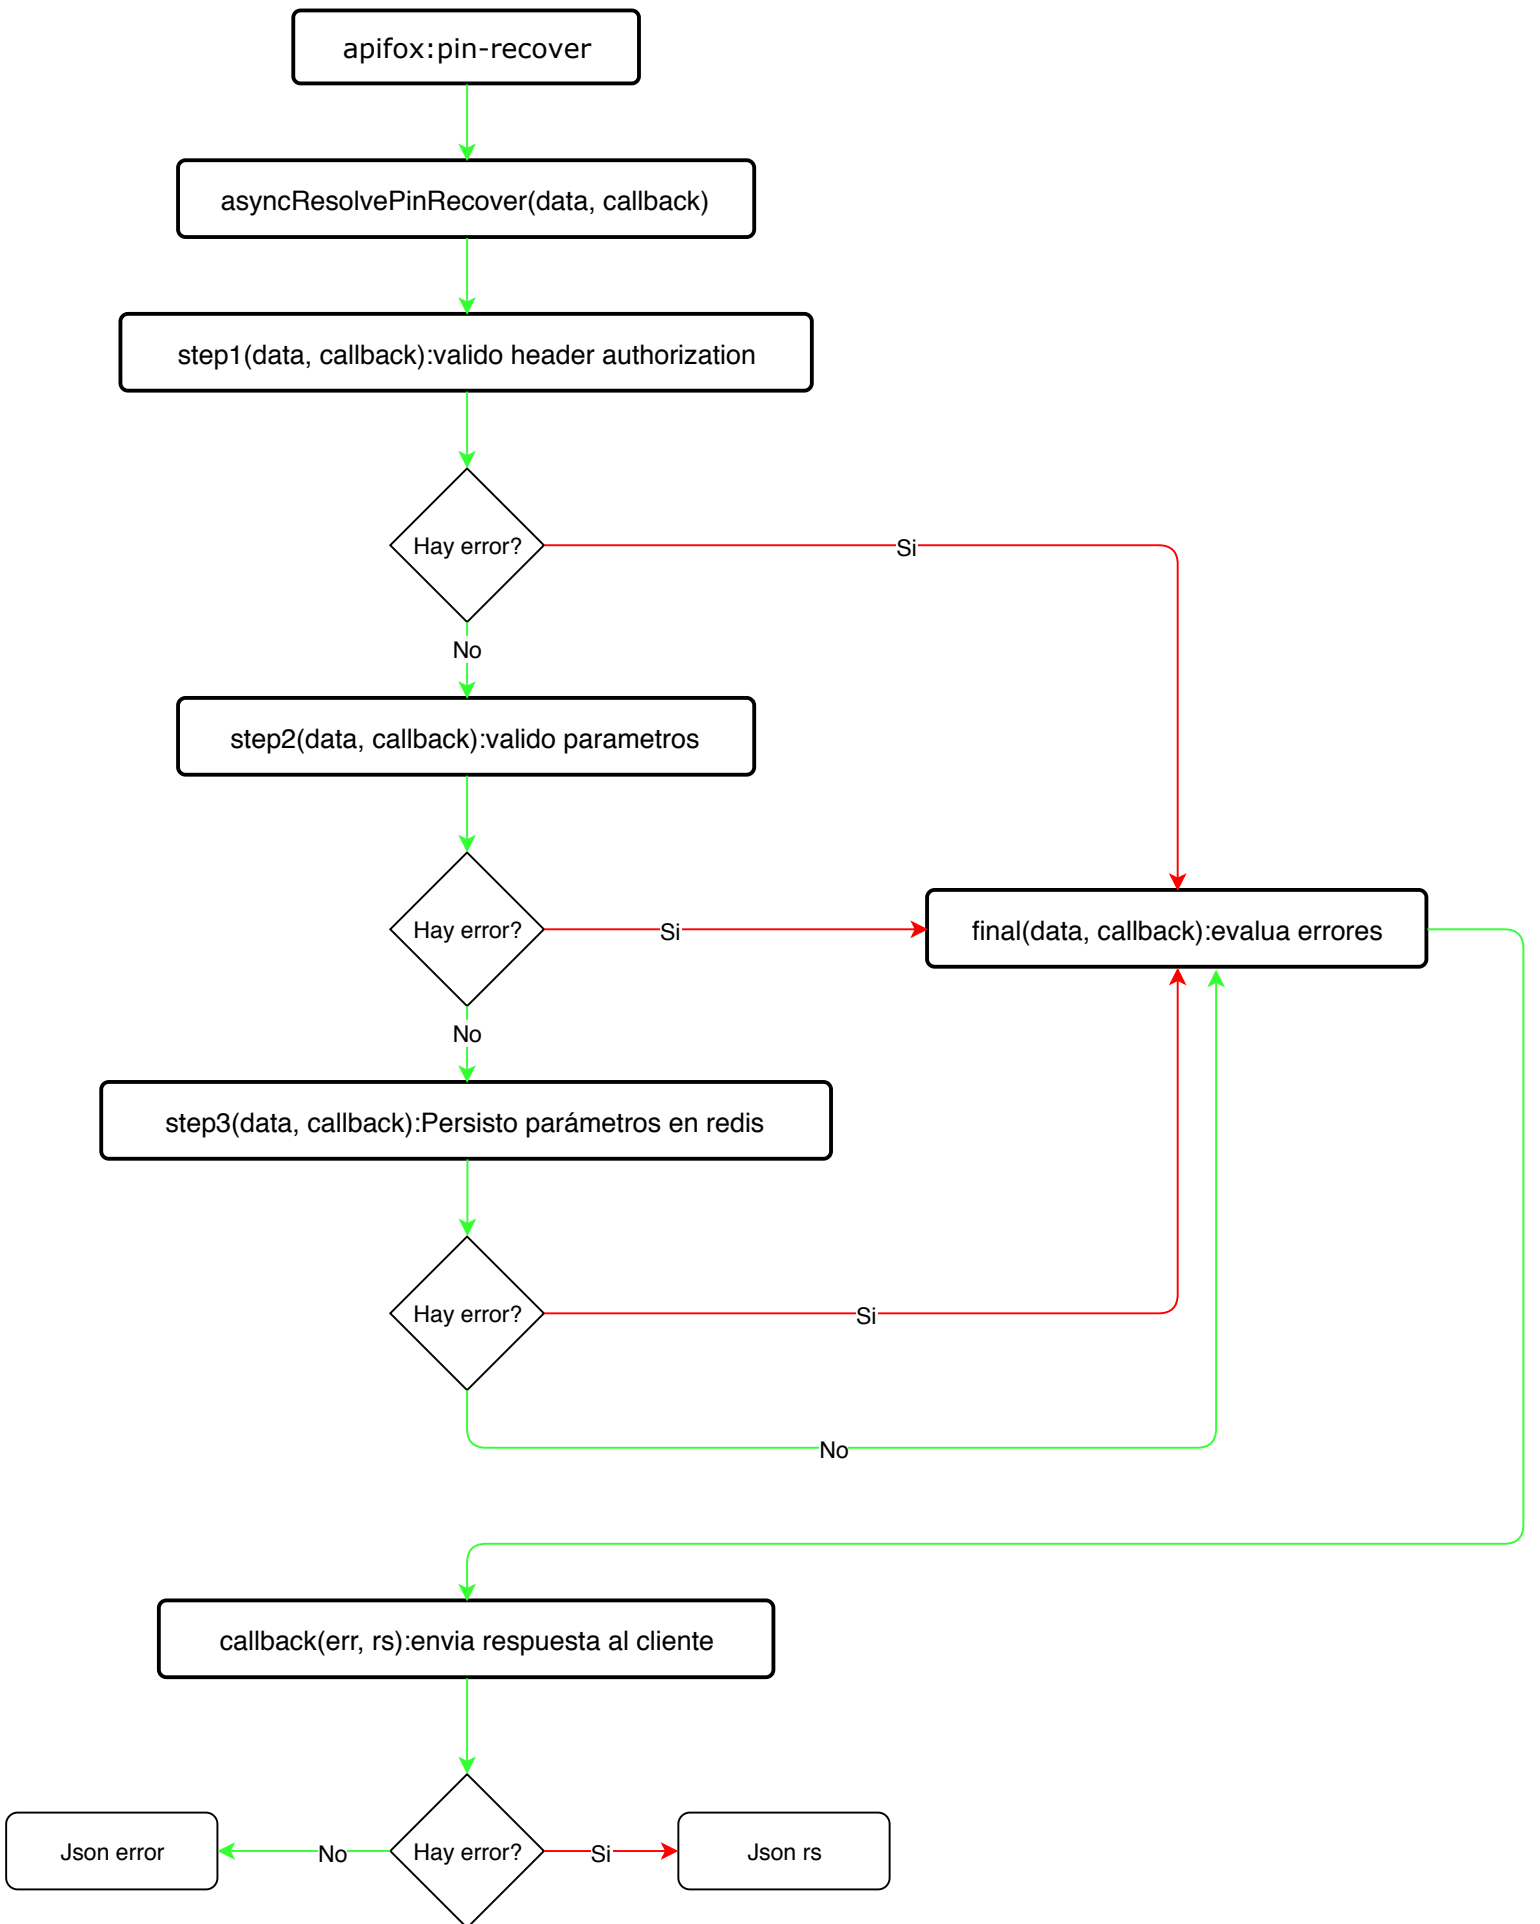 apifox:pin-recover
asyncResolvePinRecover(data, callback)
step1(data, callback):valido header authorization
Hay error?
Si
No
step2(data, callback):valido parametros
Hay error?
Si
final(data, callback):evalua errores
No
step3(data, callback):Persisto parámetros en redis
Hay error?
Si
No
callback(err, rs):envia respuesta al cliente
Json error
No
Hay error?
Si
Json rs